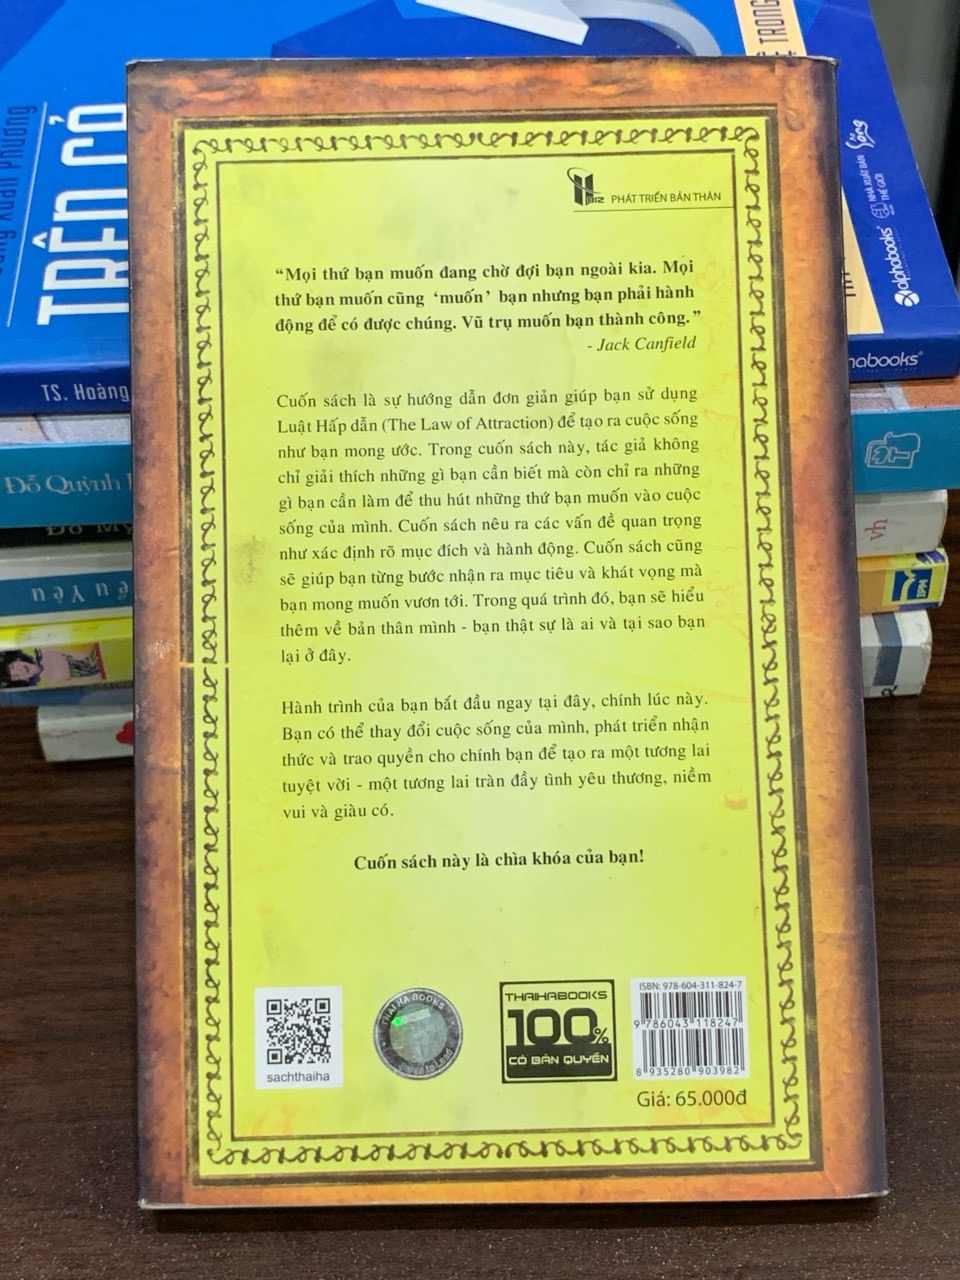 TRÊN CỎ
TS. Hoàng
alphabooks
NHÀ XUẤT BẢN
THẾ GIỚI
Sống
habooks
Đỗ Quỳnh
vh
IPM
BIZ PHÁT TRIỂN BẢN THÂN
“Mọi thứ bạn muốn đang chờ đợi bạn ngoài kia. Mọi
thứ bạn muốn cũng ‘muốn’ bạn nhưng bạn phải hành
động để có được chúng. Vũ trụ muốn bạn thành công.”
- Jack Canfield
Cuốn sách là sự hướng dẫn đơn giản giúp bạn sử dụng
Luật Hấp dẫn (The Law of Attraction) để tạo ra cuộc sống
như bạn mong ước. Trong cuốn sách này, tác giả không
chỉ giải thích những gì bạn cần biết mà còn chỉ ra những
gì bạn cần làm để thu hút những thứ bạn muốn vào cuộc
sống của mình. Cuốn sách nêu ra các vấn đề quan trọng
như xác định rõ mục đích và hành động. Cuốn sách cũng
sẽ giúp bạn từng bước nhận ra mục tiêu và khát vọng mà
bạn mong muốn vươn tới. Trong quá trình đó, bạn sẽ hiểu
thêm về bản thân mình - bạn thật sự là ai và tại sao bạn
lại ở đây.
Hành trình của bạn bắt đầu ngay tại đây, chính lúc này.
Bạn có thể thay đổi cuộc sống của mình, phát triển nhận
thức và trao quyền cho chính bạn để tạo ra một tương lai
tuyệt vời - một tương lai tràn đầy tình yêu thương, niềm
vui và giàu có.
Cuốn sách này là chìa khóa của bạn!
sachthaiha
THAI HA BOOKS
THAIHABOOKS
100%
CÓ BẢN QUYỀN
ISBN: 978-604-311-824-7
9 786043 118247
8 935280 903982
Giá: 65.000đ